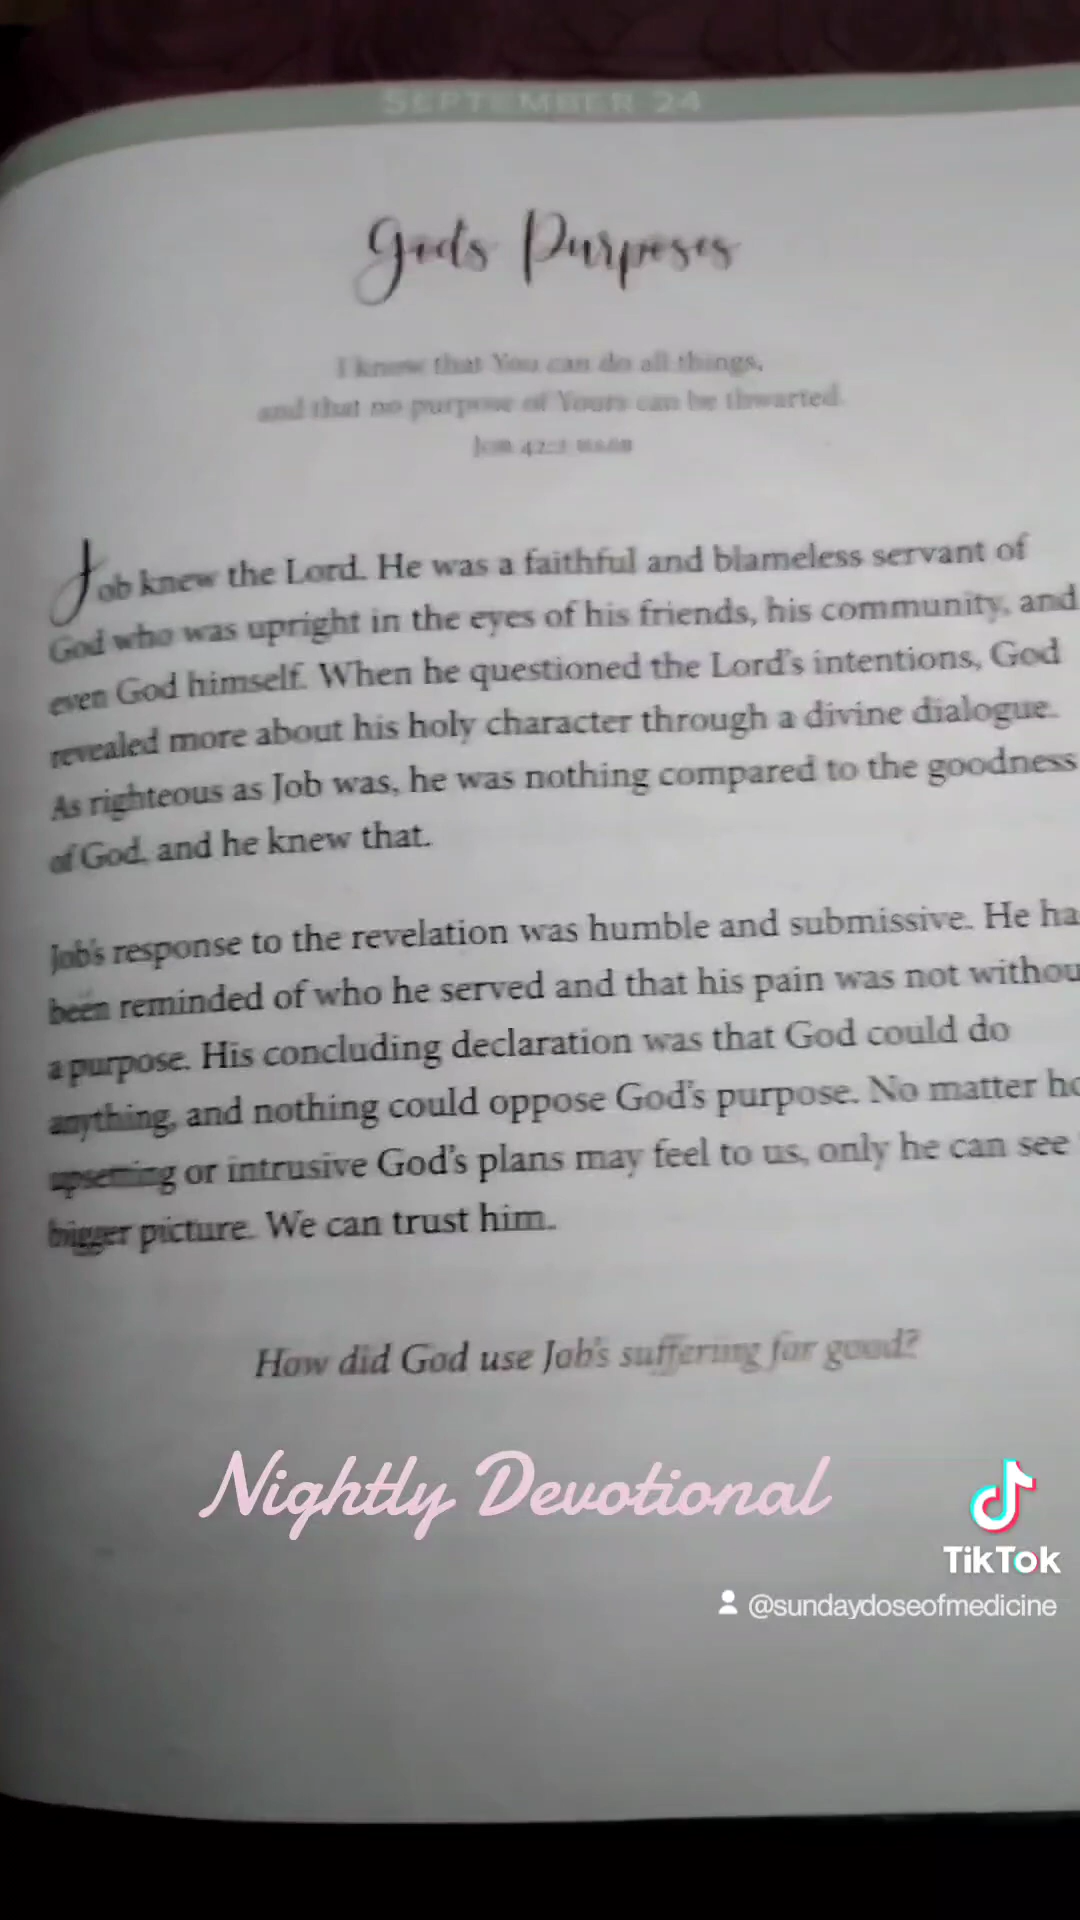 SEPTEMBER 24
God's Purposes
I know that You can do all things,
and that no purpose of Yours can be thwarted.
Job 42:2
Job knew the Lord. He was a faithful and blameless servant of
God who was upright in the eyes of his friends, his community, and
even God himself. When he questioned the Lord's intentions, God
revealed more about his holy character through a divine dialogue.
As righteous as Job was, he was nothing compared to the goodness
of God, and he knew that.
Job's response to the revelation was humble and submissive. He ha
been reminded of who he served and that his pain was not withou
a purpose. His concluding declaration was that God could do
anything, and nothing could oppose God's purpose. No matter ho
upsetting or intrusive God's plans may feel to us, only he can see
bigger picture. We can trust him.
How did God use Job's suffering for good?
Nightly Devotional
TikTok
@sundaydoseofmedicine